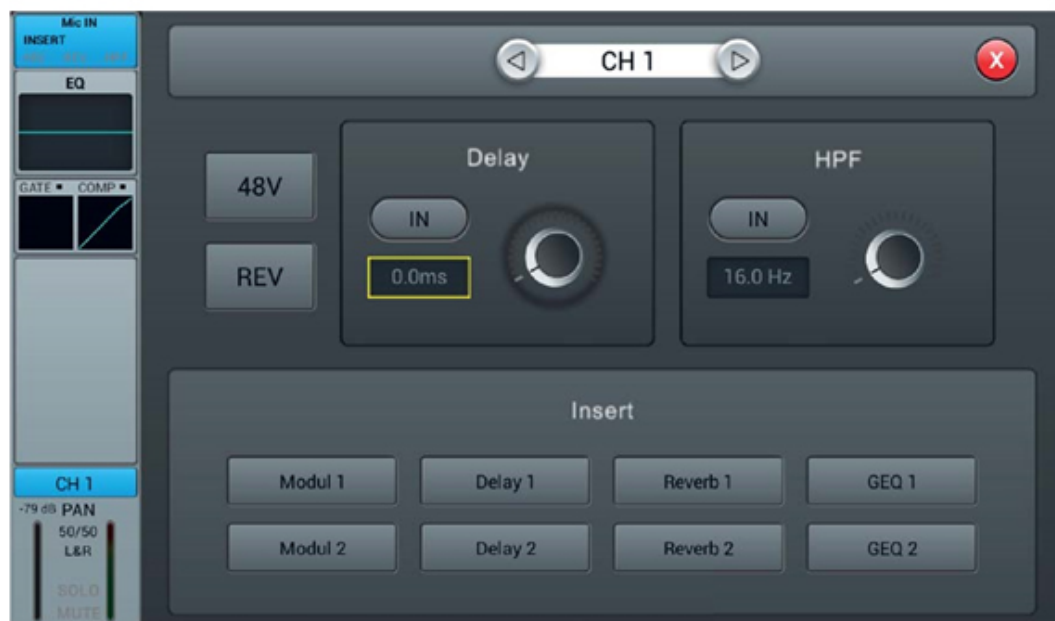 Mic IN
INSERT
EQ
GATE COMP
CH 1
-79 dB PAN
50/50
L&R
SOLO
MUTE
CH 1
X
48V
REV
Delay
IN
0.0ms
HPF
IN
16.0 Hz
Insert
Modul 1 Delay 1 Reverb 1 GEQ 1
Modul 2 Delay 2 Reverb 2 GEQ 2